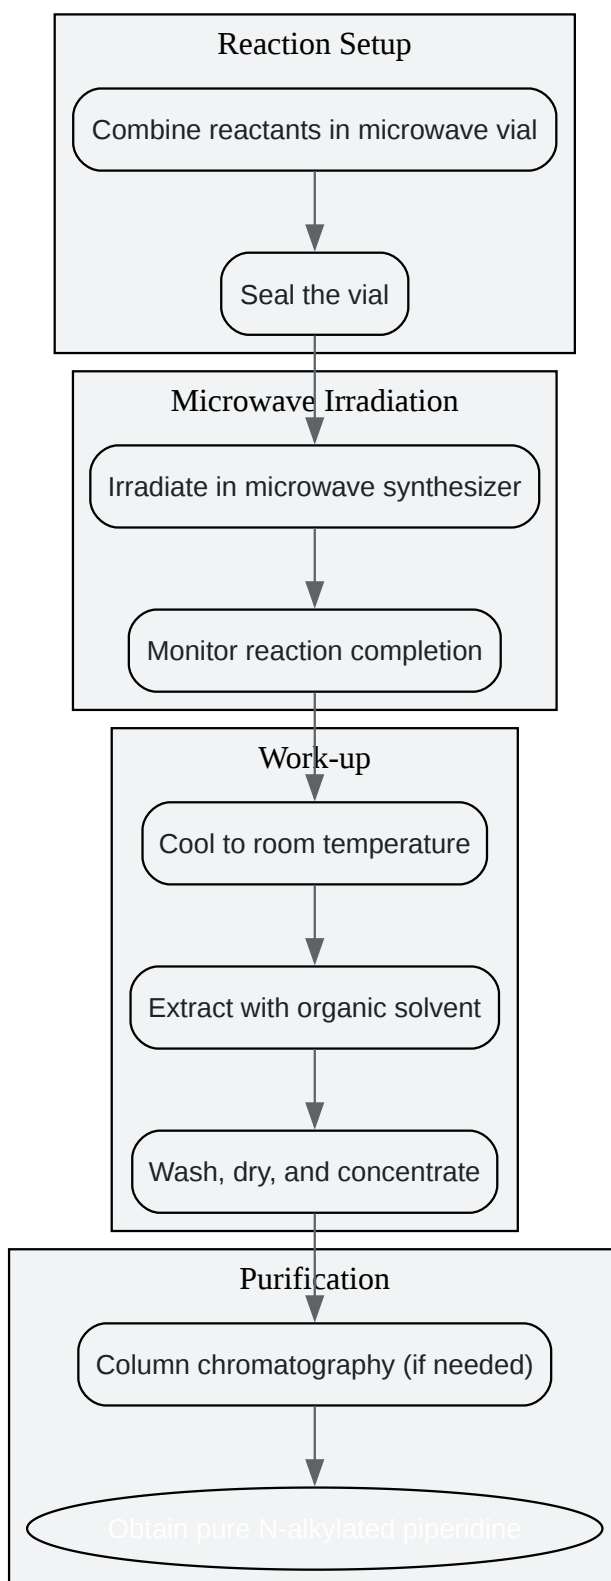 Reaction Setup
Combine reactants in microwave vial
Seal the vial
Microwave Irradiation
Irradiate in microwave synthesizer
Monitor reaction completion
Work-up
Cool to room temperature
Extract with organic solvent
Wash, dry, and concentrate
Purification
Column chromatography (if needed)
Obtain pure N-alkylated piperidine